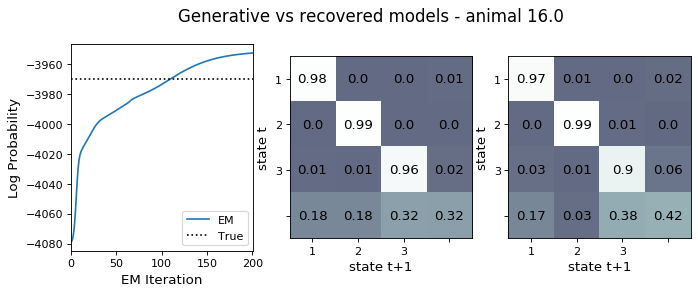 Generative vs recovered models - animal 16.0
Log Probability
−3960
−3980
−4000
−4020
−4040
−4060
−4080
EM
True
0 50 100 150 200
EM Iteration
state t
1 0.98 0.0 0.0 0.01
2 0.0 0.99 0.0 0.0
3 0.01 0.01 0.96 0.02
0.18 0.18 0.32 0.32
1 2 3
state t+1
state t
1 0.97 0.01 0.0 0.02
2 0.0 0.99 0.01 0.0
3 0.03 0.01 0.9 0.06
0.17 0.03 0.38 0.42
1 2 3
state t+1